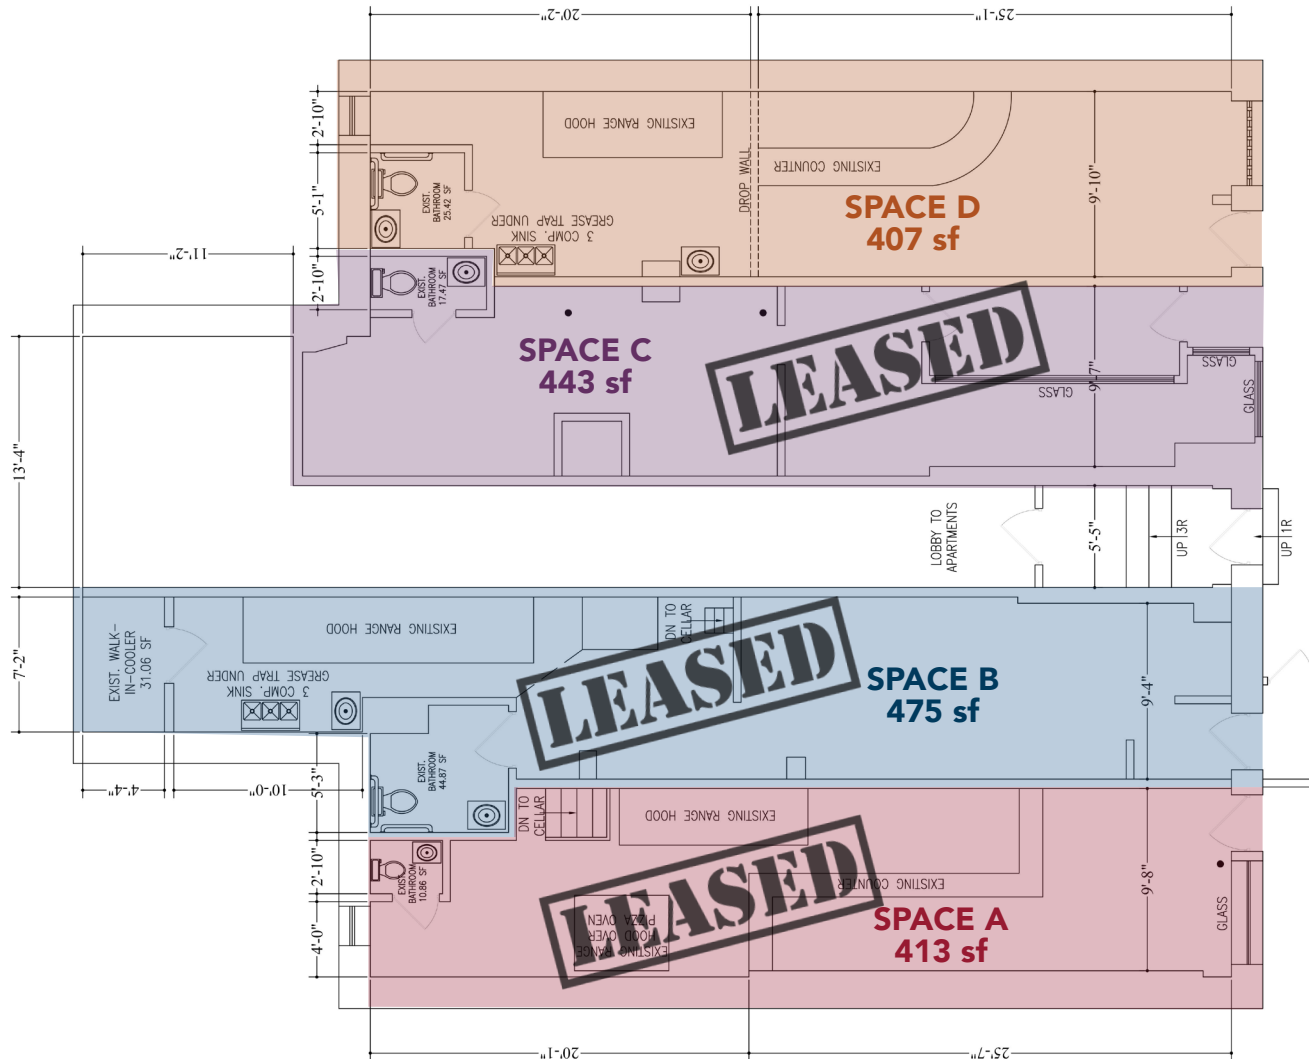 20'-2"
25'-1"
2'-10"
5'-1"
2'-10"
11'-2"
EXISTING RANGE HOOD
DROP WALL
EXISTING COUNTER
9'-10"
EXIST.
BATHROOM
25.42 SF
3 COMP. SINK
GREASE TRAP UNDER
SPACE D
407 sf
EXIST.
BATHROOM
17.47 SF
SPACE C
443 sf
LEASED
GLASS
9'-7"
GLASS
GLASS
13'-4"
LOBBY TO
APARTMENTS
5'-5"
UP 3R
UP 1R
7'-2"
EXIST. WALK-
IN-COOLER
31.06 SF
EXISTING RANGE HOOD
3 COMP. SINK
GREASE TRAP UNDER
DN TO
CELLAR
LEASED
SPACE B
475 sf
9'-4"
4'-4"
10'-0"
5'-3"
EXIST.
BATHROOM
44.87 SF
2'-10"
4'-0"
EXIST.
BATHROOM
10.86 SF
DN TO
CELLAR
EXISTING RANGE HOOD
EXISTING COUNTER
EXISTING RANGE
HOOD OVER
PIZZA OVEN
LEASED
SPACE A
413 sf
9'-8"
GLASS
20'-1"
25'-7"